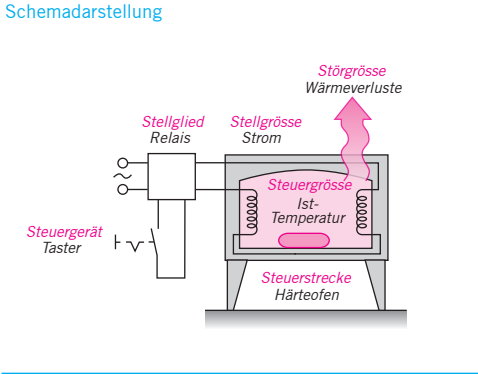 Schemadarstellung
Störgrösse
Wärmeverluste
Stellglied
Relais
Stellgrösse
Strom
Steuergrösse
Ist-
Temperatur
Steuergerät
Taster
Steuerstrecke
Härteofen